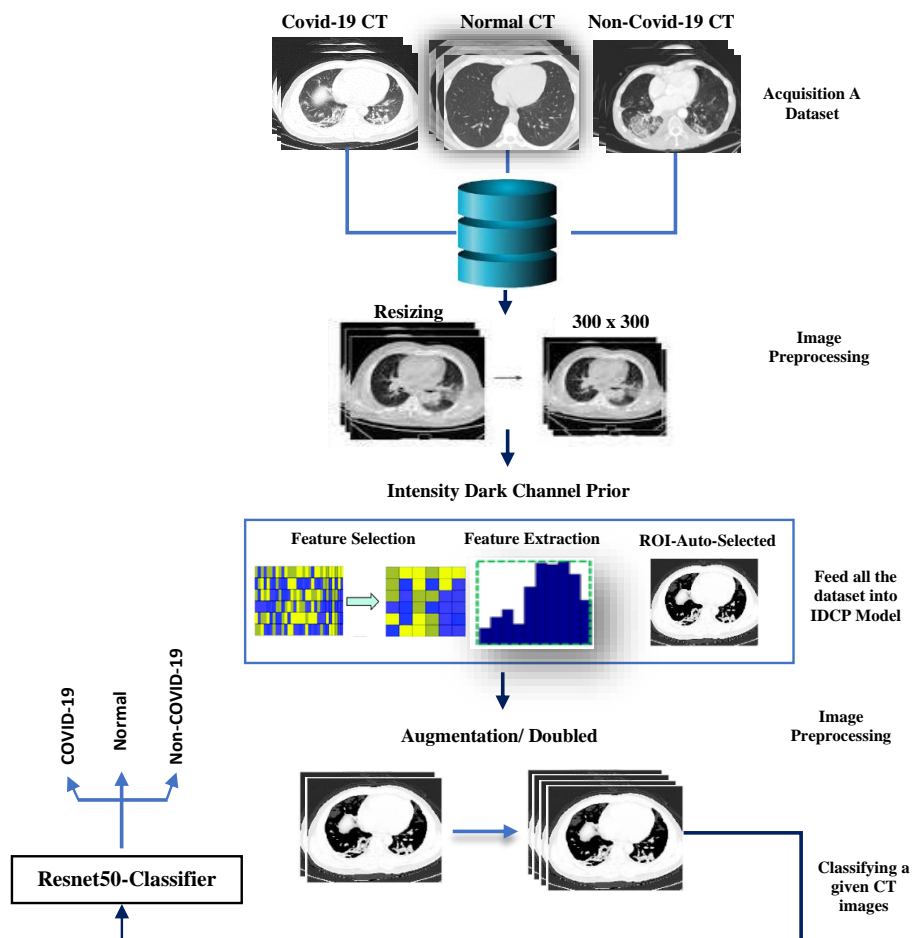 Covid-19 CT
Normal CT
Non-Covid-19 CT
Acquisition A
Dataset
Resizing
300 x 300
Image
Preprocessing
Intensity Dark Channel Prior
Feature Selection
Feature Extraction
ROI-Auto-Selected
Feed all the
dataset into
IDCP Model
COVID-19
Normal
Non-COVID-19
Image
Preprocessing
Augmentation/ Doubled
Resnet50-Classifier
Classifying a
given CT
images